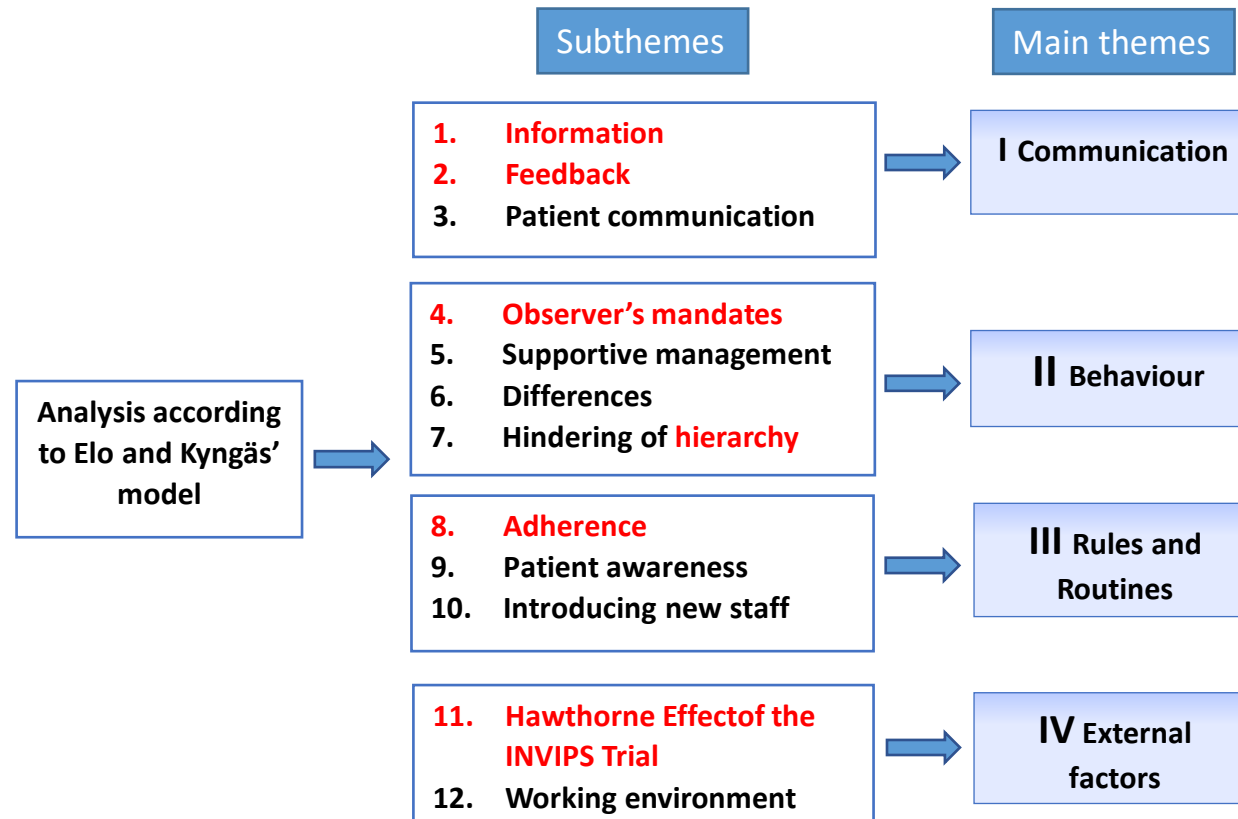 Subthemes
Main themes
1. Information
2. Feedback
3. Patient communication
I Communication
4. Observer’s mandates
5. Supportive management
6. Differences
7. Hindering of hierarchy
II Behaviour
Analysis according
to Elo and Kyngäs’
model
8. Adherence
9. Patient awareness
10. Introducing new staff
III Rules and
Routines
11. Hawthorne Effectof the
INVIPS Trial
12. Working environment
IV External
factors